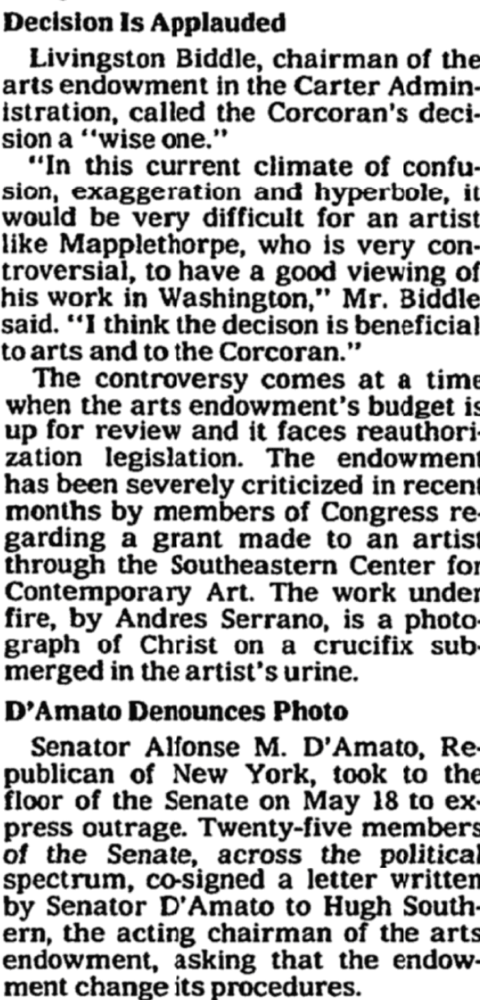 Decision Is Applauded
Livingston Biddle, chairman of the
arts endowment in the Carter Admin-
istration, called the Corcoran's deci-
sion a "wise one."
"In this current climate of confu-
sion, exaggeration and hyperbole, it
would be very difficult for an artist
like Mapplethorpe, who is very con-
troversial, to have a good viewing of
his work in Washington," Mr. Biddle
said. "I think the decison is beneficial
to arts and to the Corcoran."
The controversy comes at a time
when the arts endowment's budget is
up for review and it faces reauthori-
zation legislation. The endowment
has been severely criticized in recent
months by members of Congress re-
garding a grant made to an artist
through the Southeastern Center for
Contemporary Art. The work under
fire, by Andres Serrano, is a photo-
graph of Christ on a crucifix sub-
merged in the artist's urine.
D'Amato Denounces Photo
Senator Alfonse M. D'Amato, Re-
publican of New York, took to the
floor of the Senate on May 18 to ex-
press outrage. Twenty-five members
of the Senate, across the political
spectrum, co-signed a letter written
by Senator D'Amato to Hugh South-
ern, the acting chairman of the arts
endowment, asking that the endow-
ment change its procedures.